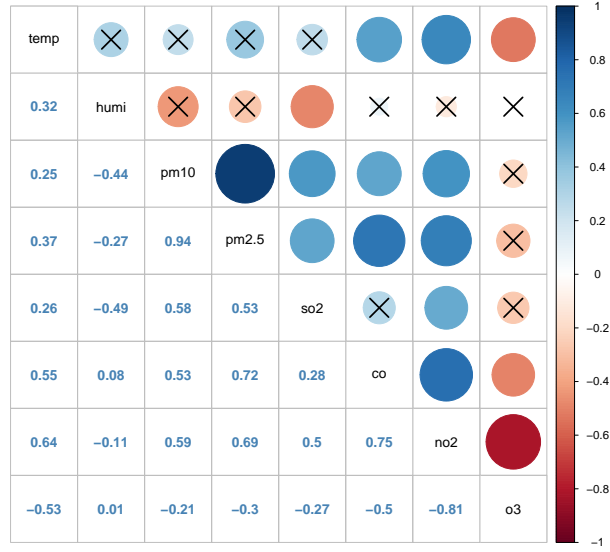 temp
0.32 humi
0.25 −0.44 pm10
0.37 −0.27 0.94 pm2.5
0.26 −0.49 0.58 0.53 so2
0.55 0.08 0.53 0.72 0.28 co
0.64 −0.11 0.59 0.69 0.5 0.75 no2
−0.53 0.01 −0.21 −0.3 −0.27 −0.5 −0.81 o3
1
0.8
0.6
0.4
0.2
0
−0.2
−0.4
−0.6
−0.8
−1